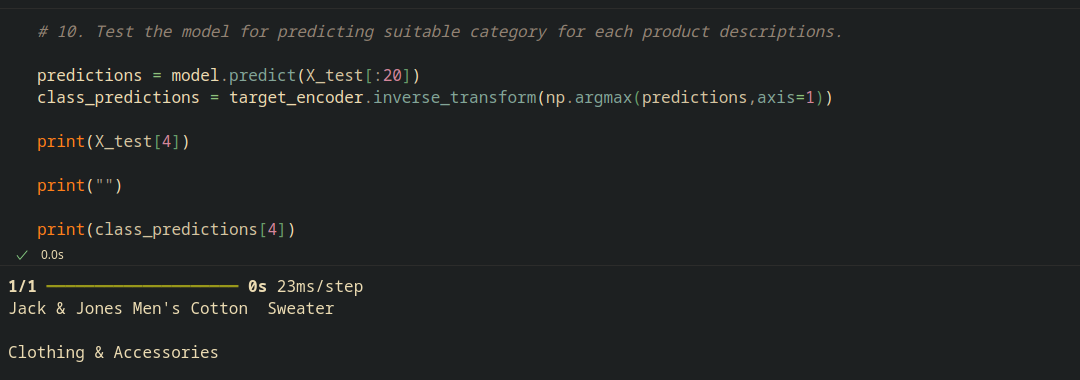 # 10. Test the model for predicting suitable category for each product descriptions.
predictions = model.predict(X_test[:20])
class_predictions = target_encoder.inverse_transform(np.argmax(predictions,axis=1))
print(X_test[4])
print("")
print(class_predictions[4])
✓ 0.0s
1/1 ━━━━━━━━━━━━━━━━━━━━ 0s 23ms/step
Jack & Jones Men's Cotton  Sweater
Clothing & Accessories